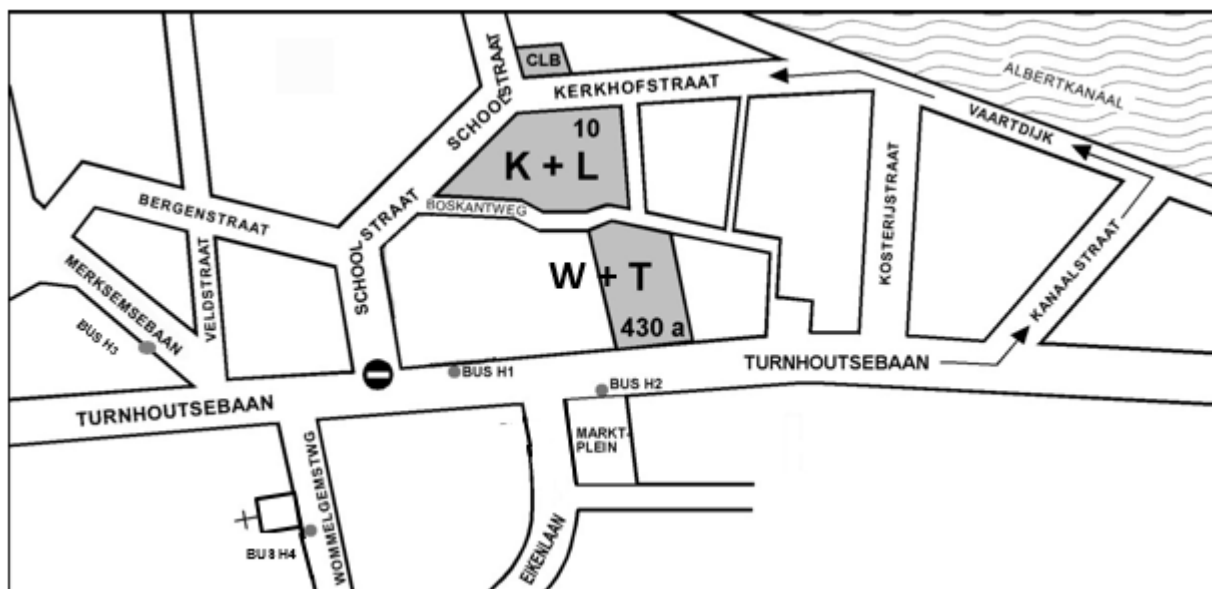 CLB
KERKHOFSTRAAT
ALBERTKANAAL
VAARTDIJK
SCHOOLSTRAAT
10
K + L
BOSKANTWEG
BERGENSTRAAT
SCHOOLSTRAAT
KOSTERIJSTRAAT
KANAALSTRAAT
VELDSTRAAT
MERKSEMSEBAAN
BUS H3
W + T
430 a
TURNHOUTSEBAAN
BUS H1
BUS H2
TURNHOUTSEBAAN
MARKT-
PLEIN
WOMMELGEMSTWG
BUS H4
EIKENLAAN